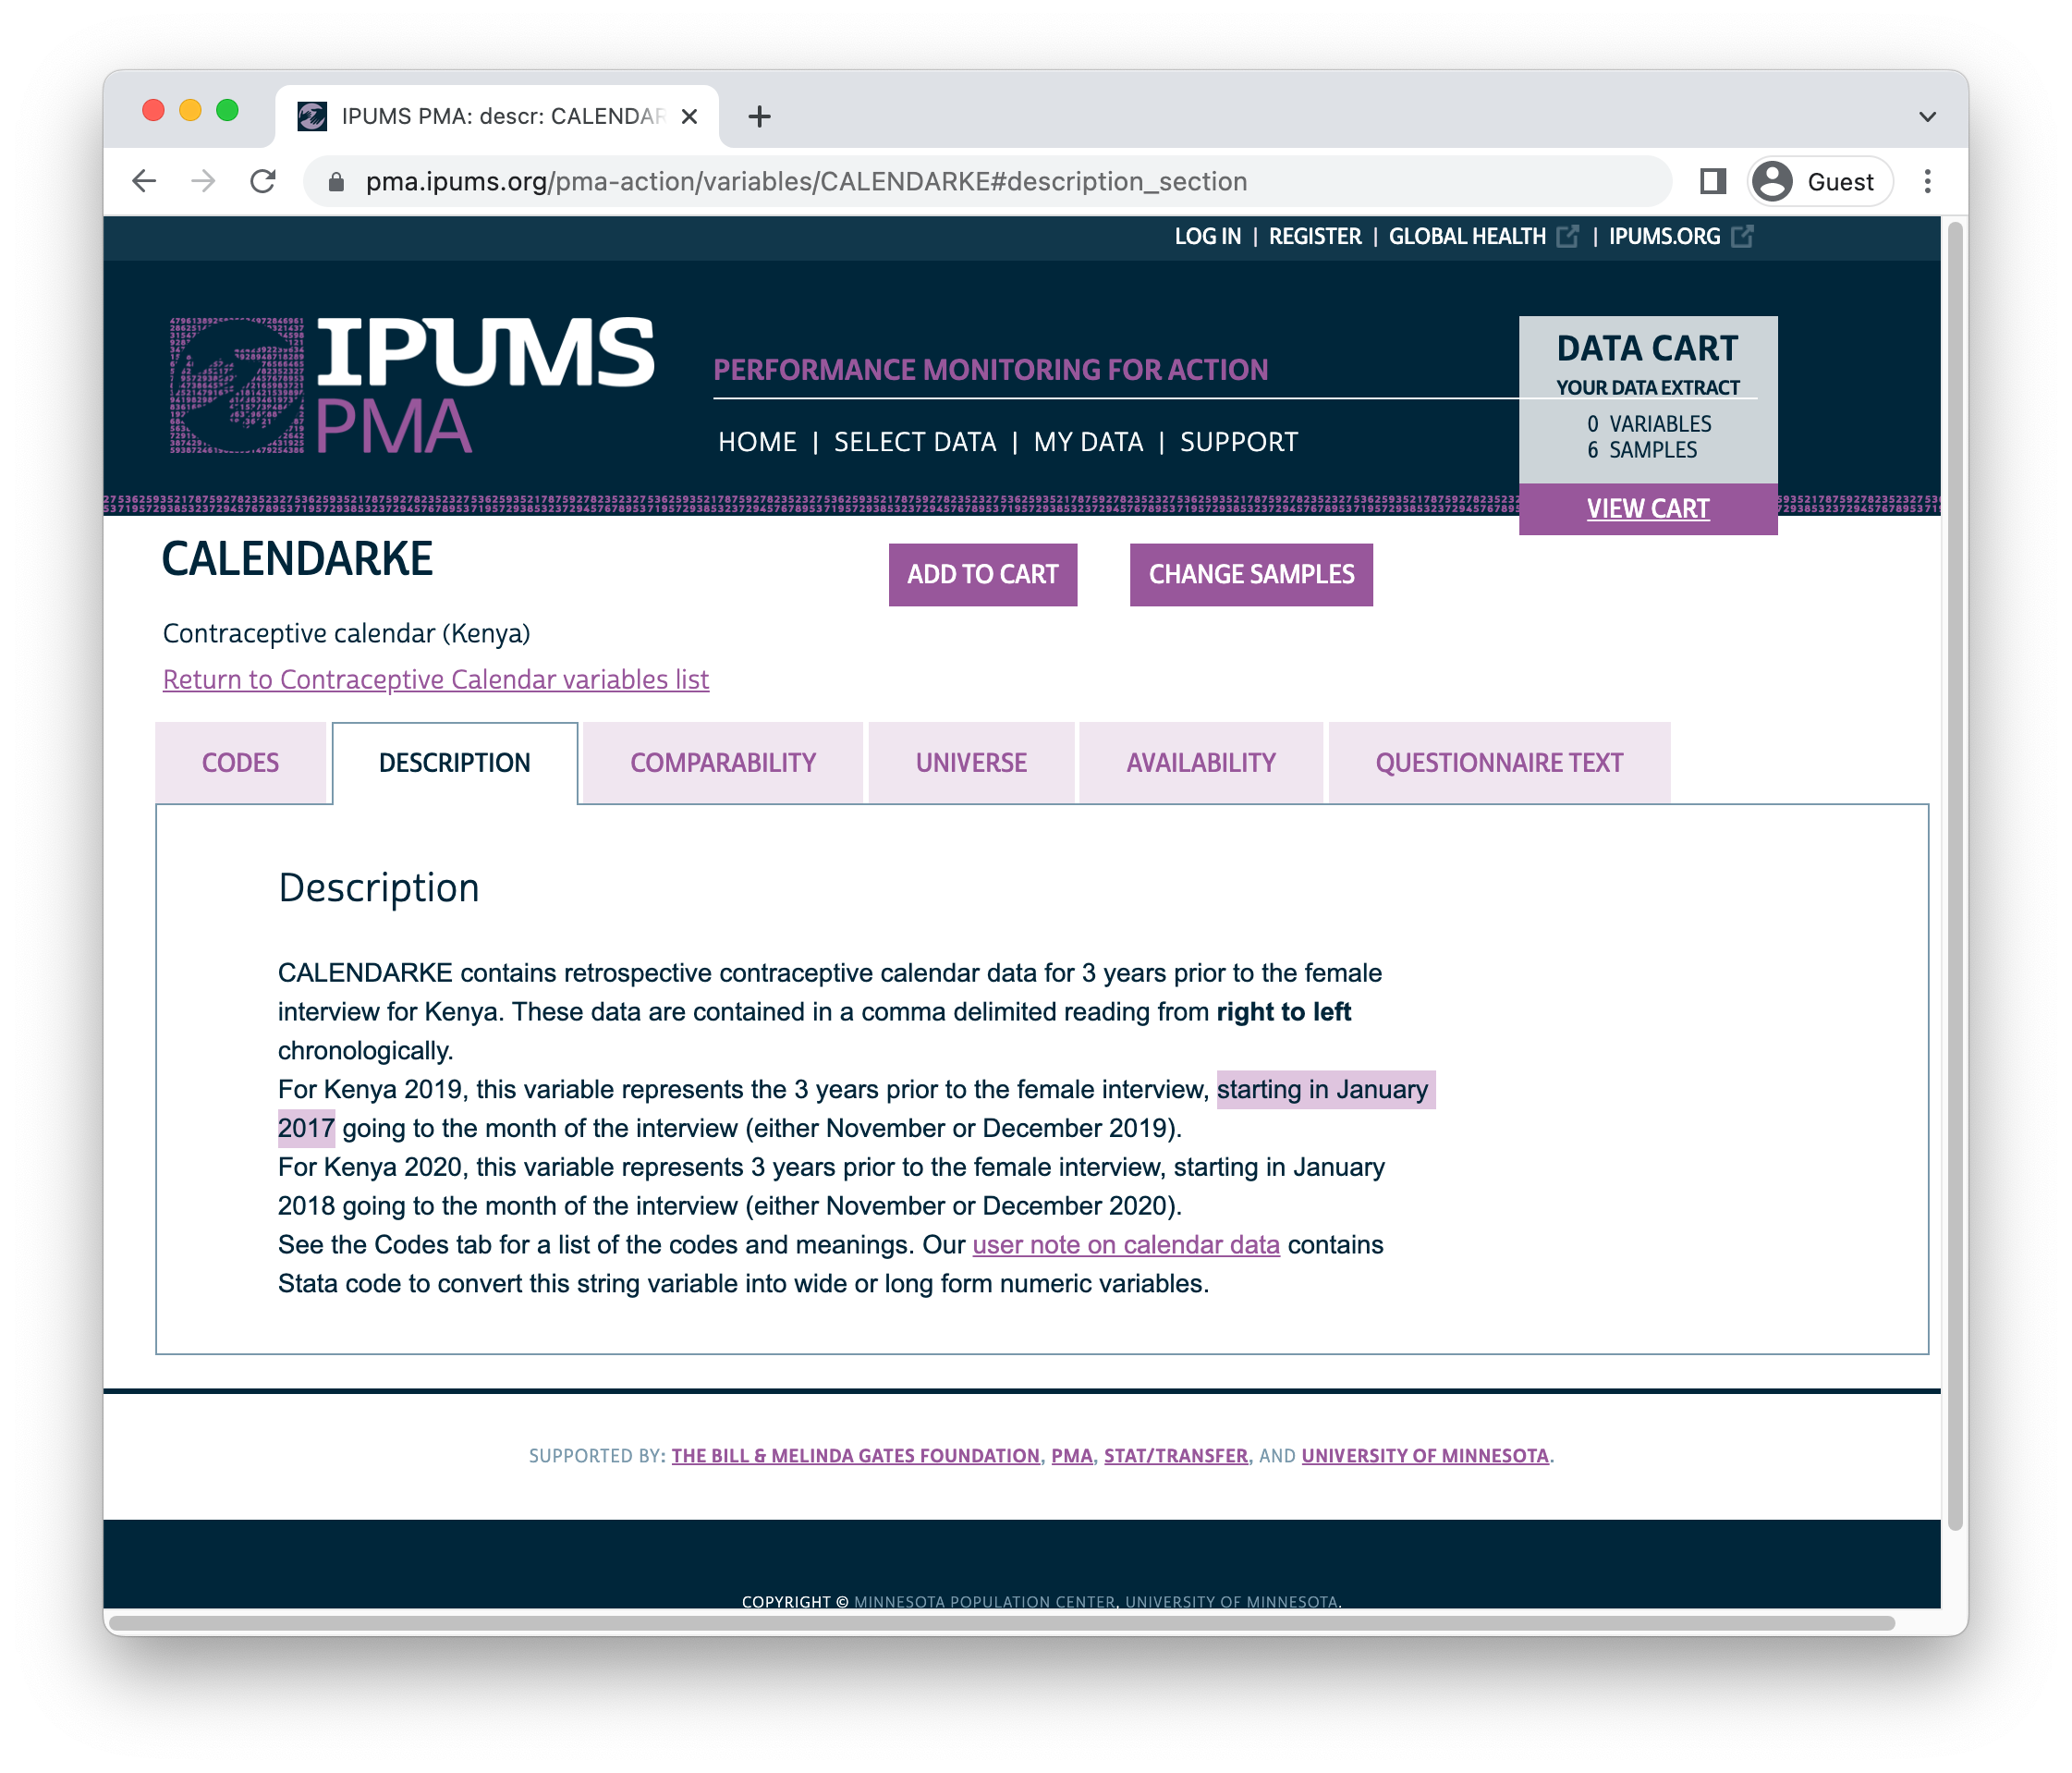 IPUMS PMA: descr: CALENDAR
pma.ipums.org/pma-action/variables/CALENDARKE#description_section
Guest
LOG IN | REGISTER | GLOBAL HEALTH | IPUMS.ORG
IPUMS
PMA
PERFORMANCE MONITORING FOR ACTION
HOME | SELECT DATA | MY DATA | SUPPORT
DATA CART
YOUR DATA EXTRACT
0 VARIABLES
6 SAMPLES
VIEW CART
CALENDARKE
ADD TO CART
CHANGE SAMPLES
Contraceptive calendar (Kenya)
Return to Contraceptive Calendar variables list
CODES
DESCRIPTION
COMPARABILITY
UNIVERSE
AVAILABILITY
QUESTIONNAIRE TEXT
Description
CALENDARKE contains retrospective contraceptive calendar data for 3 years prior to the female
interview for Kenya. These data are contained in a comma delimited reading from right to left
chronologically.
For Kenya 2019, this variable represents the 3 years prior to the female interview, starting in January
2017 going to the month of the interview (either November or December 2019).
For Kenya 2020, this variable represents 3 years prior to the female interview, starting in January
2018 going to the month of the interview (either November or December 2020).
See the Codes tab for a list of the codes and meanings. Our user note on calendar data contains
Stata code to convert this string variable into wide or long form numeric variables.
SUPPORTED BY: THE BILL & MELINDA GATES FOUNDATION, PMA, STAT/TRANSFER, AND UNIVERSITY OF MINNESOTA.
COPYRIGHT © MINNESOTA POPULATION CENTER, UNIVERSITY OF MINNESOTA.